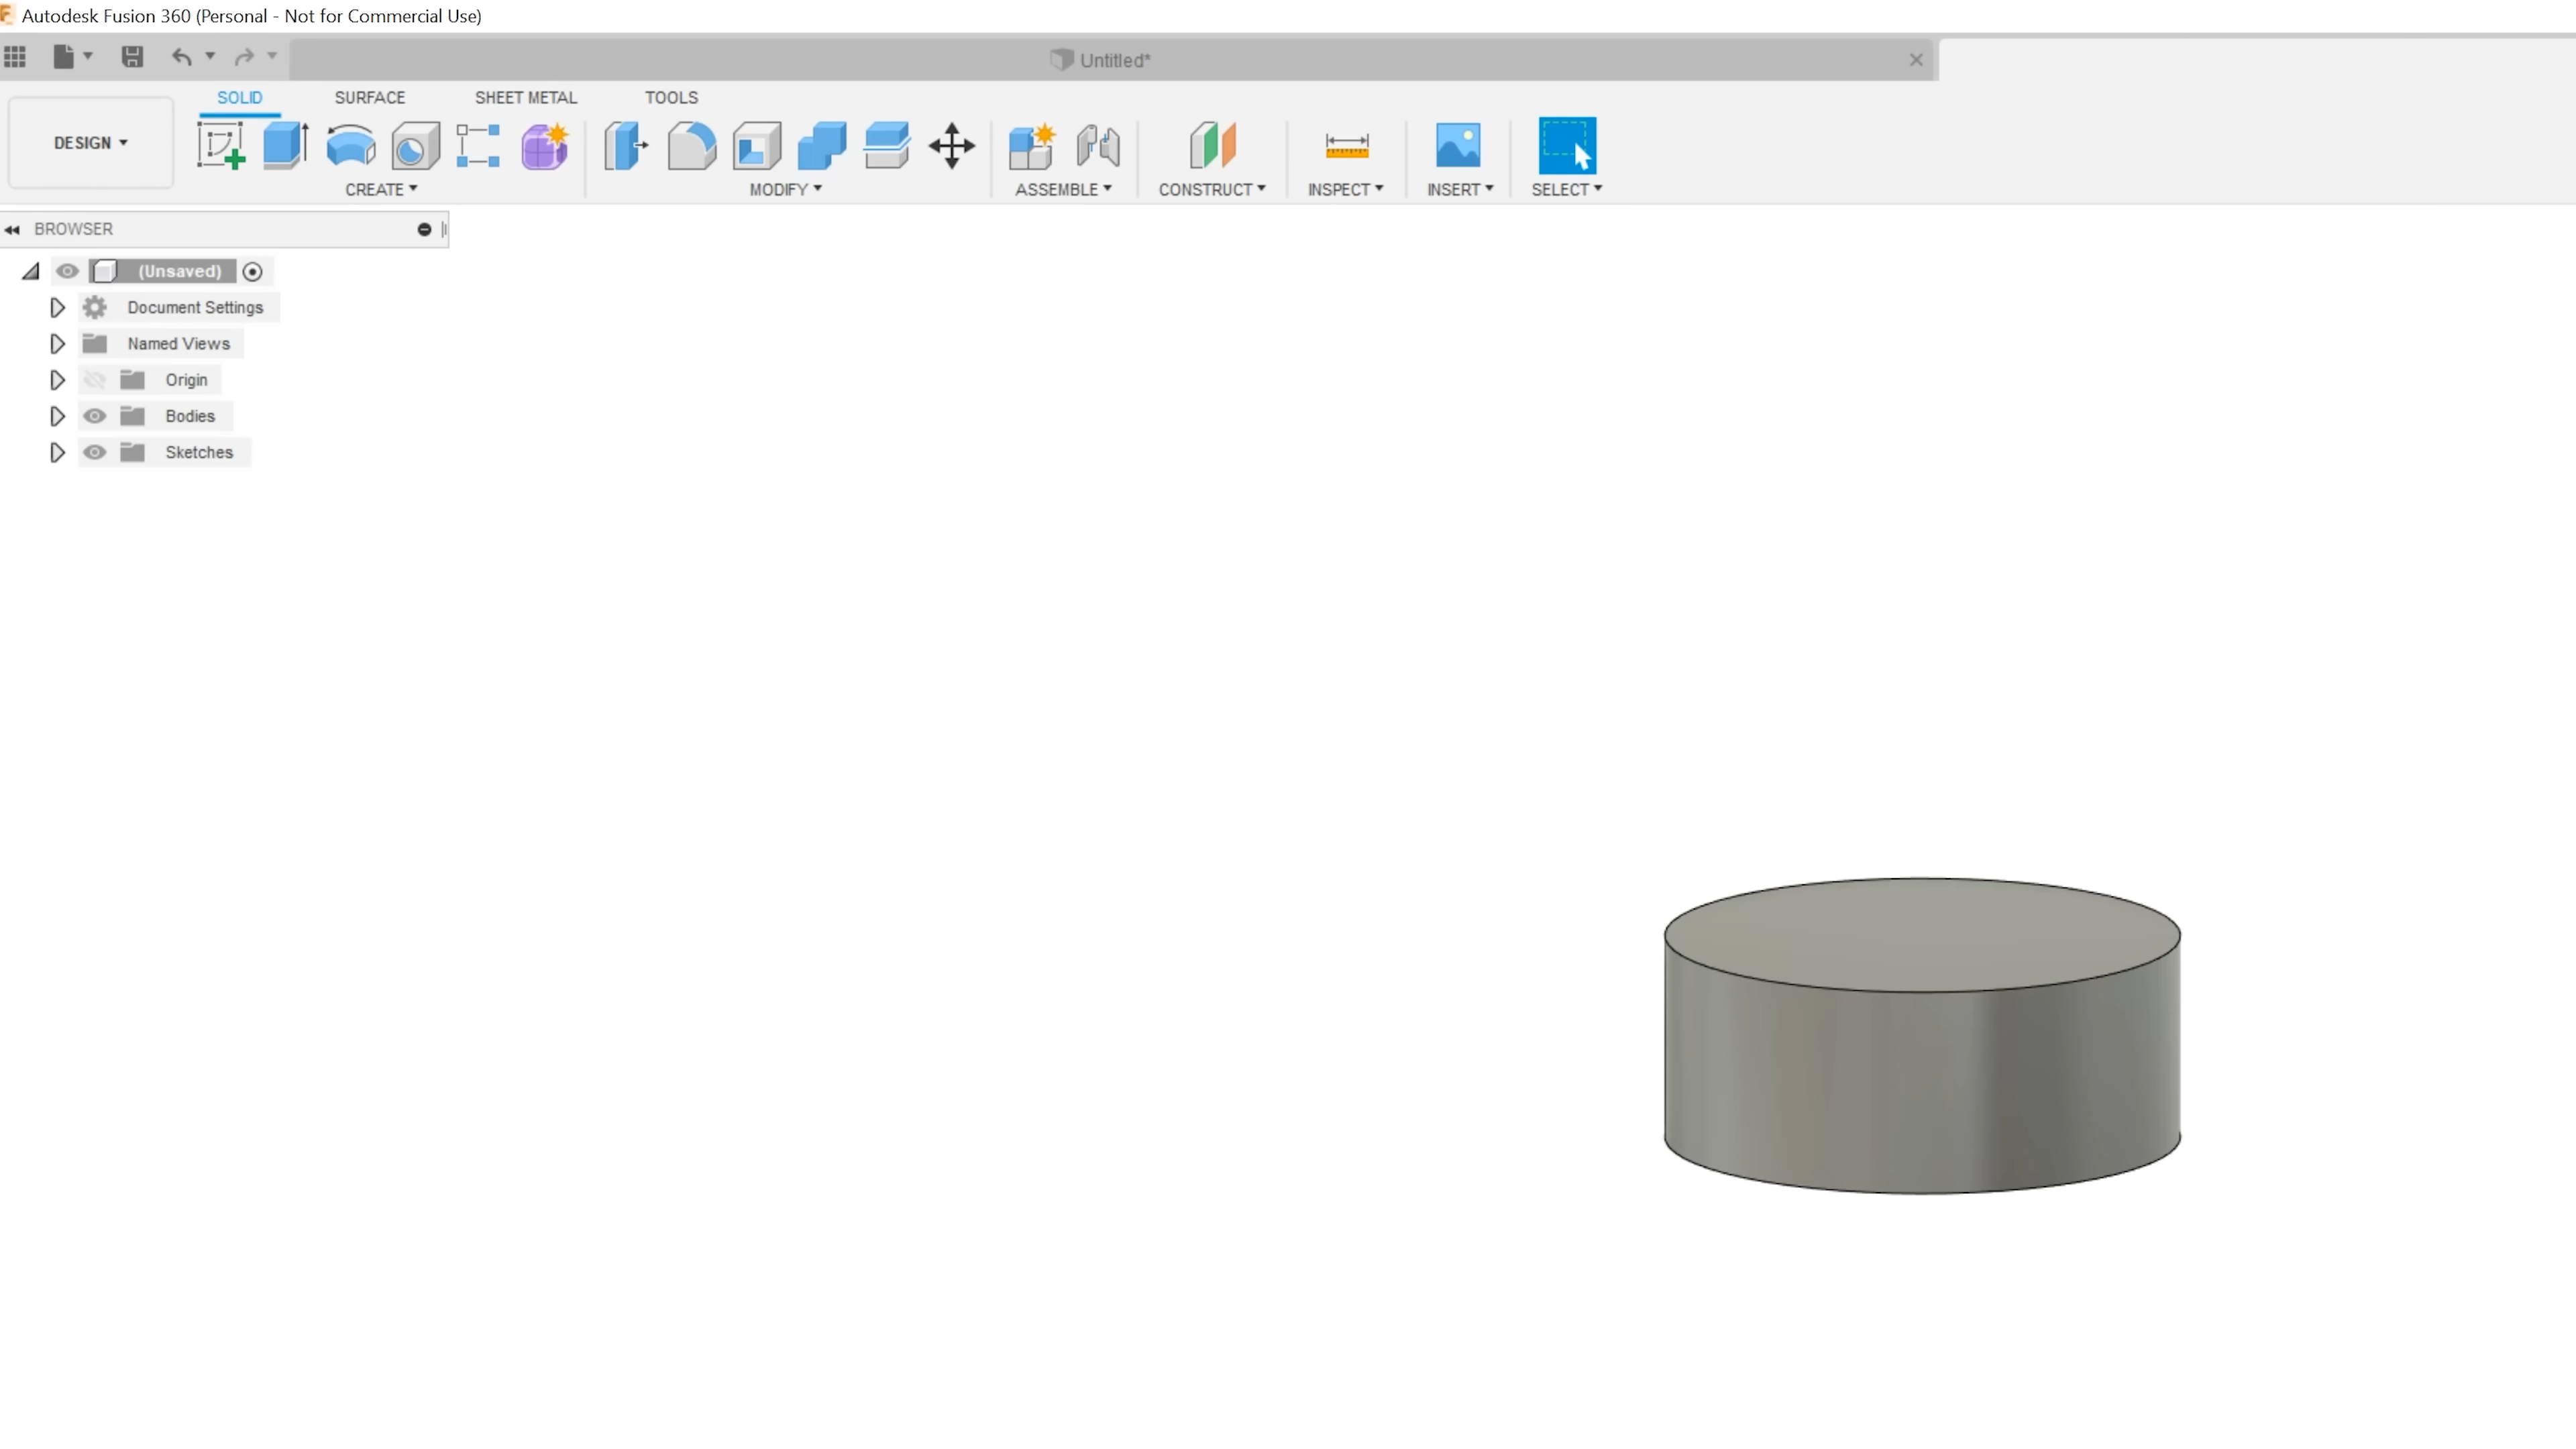 Autodesk Fusion 360 (Personal - Not for Commercial Use)
Untitled*
SOLID SURFACE SHEET METAL TOOLS
DESIGN
CREATE MODIFY ASSEMBLE CONSTRUCT INSPECT INSERT SELECT
BROWSER
(Unsaved)
Document Settings
Named Views
Origin
Bodies
Sketches